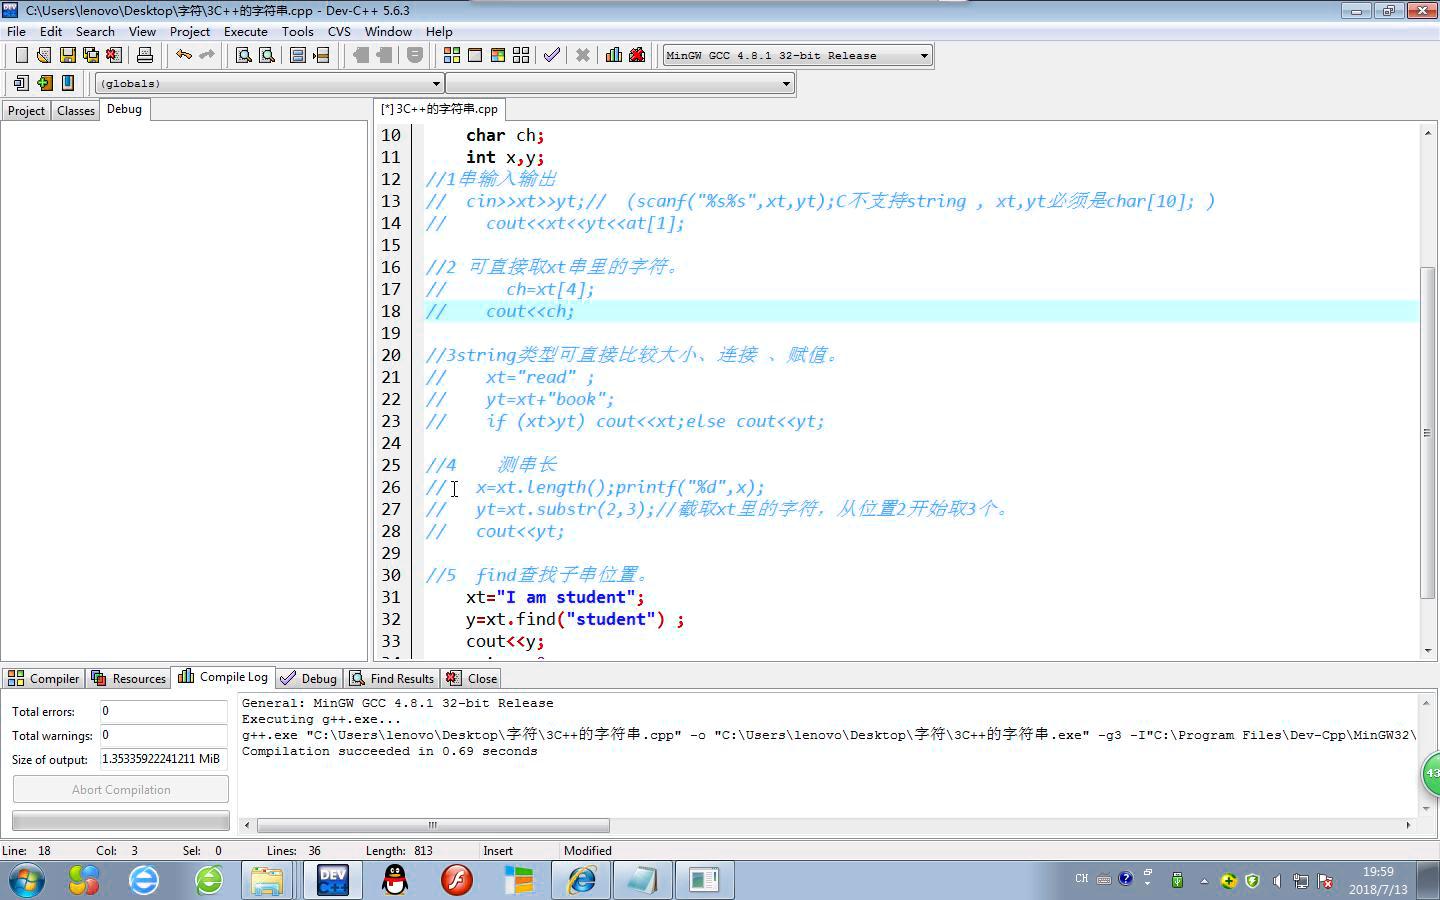 C:\Users\lenovo\Desktop\字符\3C++的字符串.cpp - Dev-C++ 5.6.3
File Edit Search View Project Execute Tools CVS Window Help
MinGW GCC 4.8.1 32-bit Release
(globals)
Project Classes Debug
[*] 3C++的字符串.cpp
10 char ch;
11 int x,y;
12 //1串输入输出
13 // cin>>xt>>yt;// (scanf("%s%s",xt,yt);C不支持string , xt,yt必须是char[10]; )
14 // cout<<xt<<yt<<at[1];
15
16 //2 可直接取xt串里的字符。
17 // ch=xt[4];
18 // cout<<ch;
19
20 //3string类型可直接比较大小、连接 、赋值。
21 // xt="read" ;
22 // yt=xt+"book";
23 // if (xt>yt) cout<<xt;else cout<<yt;
24
25 //4 测串长
26 // x=xt.length();printf("%d",x);
27 // yt=xt.substr(2,3);//截取xt里的字符，从位置2开始取3个。
28 // cout<<yt;
29
30 //5 find查找子串位置。
31 xt="I am student";
32 y=xt.find("student") ;
33 cout<<y;
Compiler Resources Compile Log Debug Find Results Close
Total errors: 0
Total warnings: 0
Size of output: 1.35335922241211 MiB
Abort Compilation
General: MinGW GCC 4.8.1 32-bit Release
Executing g++.exe...
g++.exe "C:\Users\lenovo\Desktop\字符\3C++的字符串.cpp" -o "C:\Users\lenovo\Desktop\字符\3C++的字符串.exe" -g3 -I"C:\Program Files\Dev-Cpp\MinGW32\
Compilation succeeded in 0.69 seconds
43
Line: 18 Col: 3 Sel: 0 Lines: 36 Length: 813 Insert Modified
DEV C++
CH
19:59
2018/7/13